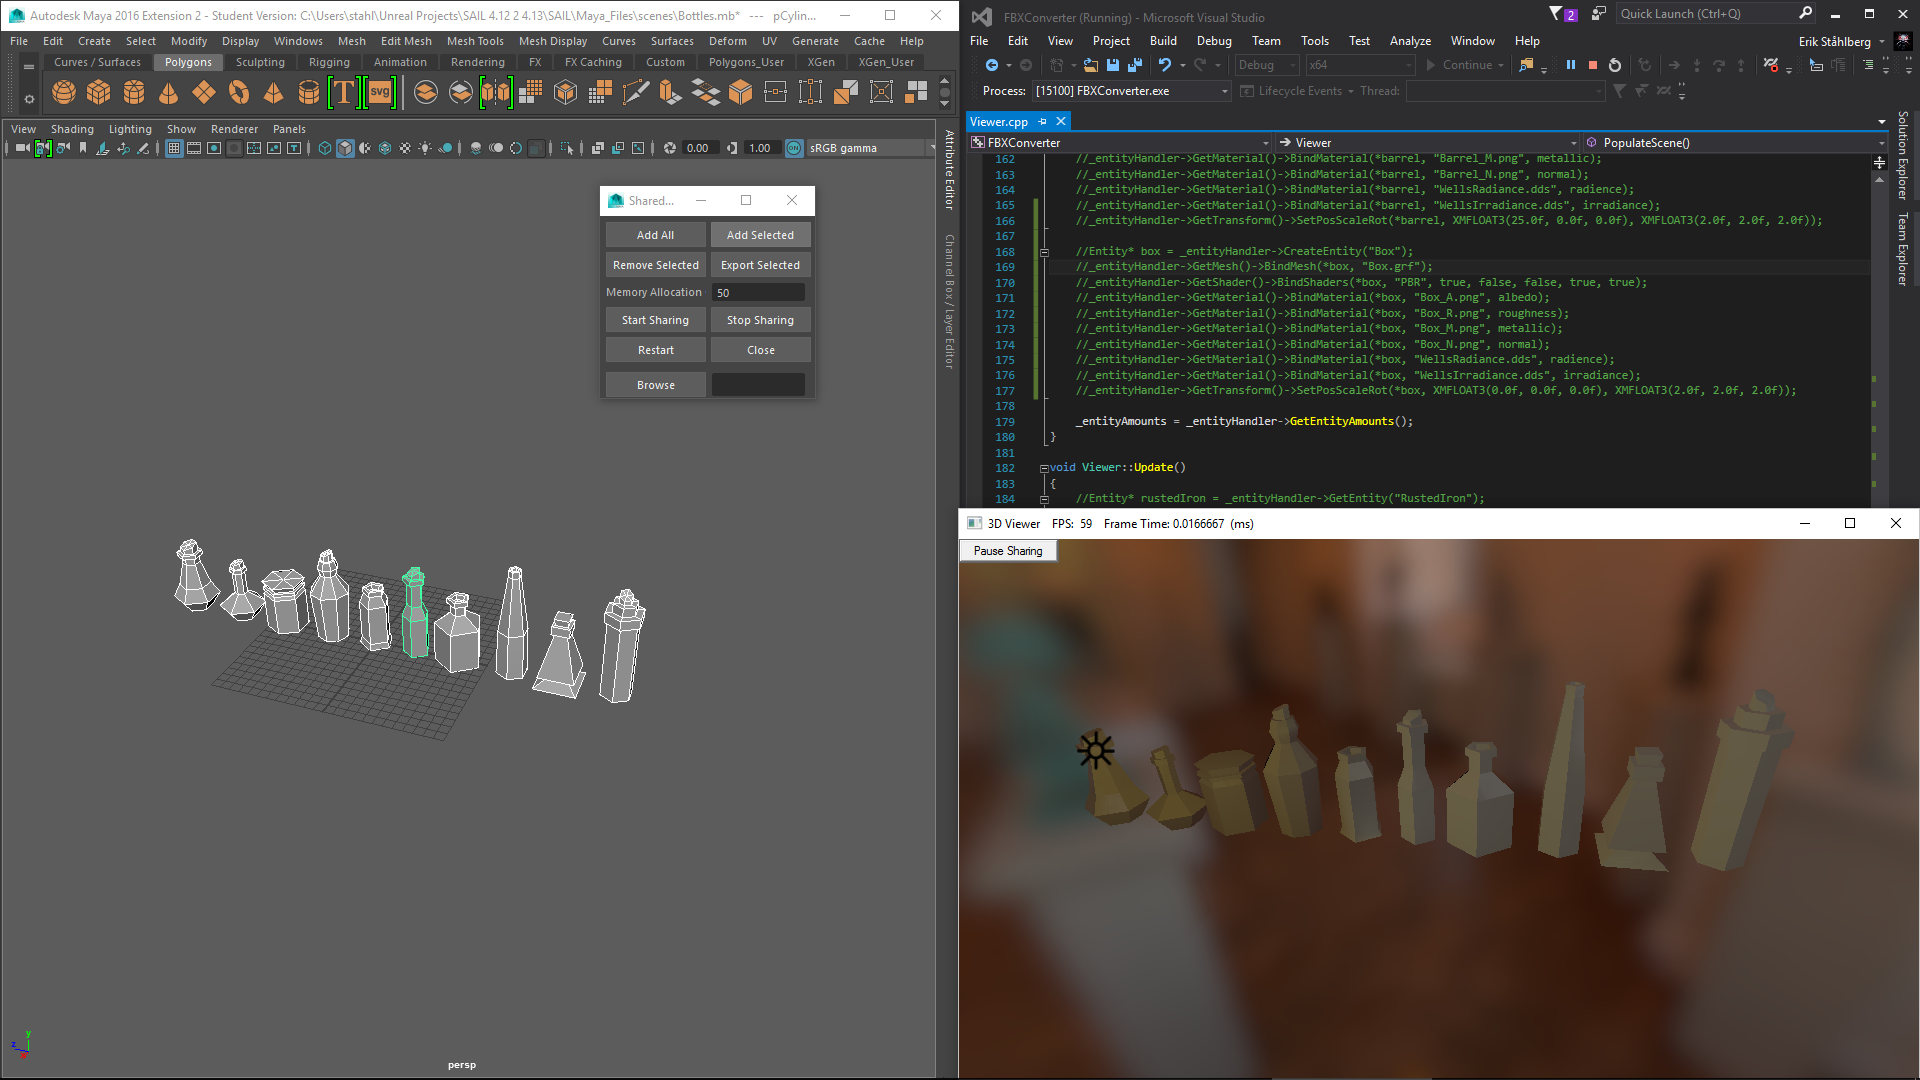 Autodesk Maya 2016 Extension 2 - Student Version: C:\Users\stahl\Unreal Projects\SAIL 4.12 2 4.13\SAIL\Maya_Files\scenes\Bottles.mb* --- pCylin...
File Edit Create Select Modify Display Windows Mesh Edit Mesh Mesh Tools Mesh Display Curves Surfaces Deform UV Generate Cache Help
Curves / Surfaces Polygons Sculpting Rigging Animation Rendering FX FX Caching Custom Polygons_User XGen XGen_User
T svg
View Shading Lighting Show Renderer Panels
0.00 1.00 ON sRGB gamma
Attribute Editor
Channel Box / Layer Editor
Shared...
Add All Add Selected
Remove Selected Export Selected
Memory Allocation 50
Start Sharing Stop Sharing
Restart Close
Browse
y
z
persp
FBXConverter (Running) - Microsoft Visual Studio
2
Quick Launch (Ctrl+Q)
File Edit View Project Build Debug Team Tools Test Analyze Window Help
Erik Ståhlberg
Debug x64 Continue
Process: [15100] FBXConverter.exe Lifecycle Events Thread:
Viewer.cpp
FBXConverter Viewer PopulateScene()
Solution Explorer
Team Explorer
162 //_entityHandler->GetMaterial()->BindMaterial(*barrel, "Barrel_M.png", metallic);
163 //_entityHandler->GetMaterial()->BindMaterial(*barrel, "Barrel_N.png", normal);
164 //_entityHandler->GetMaterial()->BindMaterial(*barrel, "WellsRadiance.dds", radience);
165 //_entityHandler->GetMaterial()->BindMaterial(*barrel, "WellsIrradiance.dds", irradiance);
166 //_entityHandler->GetTransform()->SetPosScaleRot(*barrel, XMFLOAT3(25.0f, 0.0f, 0.0f), XMFLOAT3(2.0f, 2.0f, 2.0f));
167
168 //Entity* box = _entityHandler->CreateEntity("Box");
169 //_entityHandler->GetMesh()->BindMesh(*box, "Box.grf");
170 //_entityHandler->GetShader()->BindShaders(*box, "PBR", true, false, false, true, true);
171 //_entityHandler->GetMaterial()->BindMaterial(*box, "Box_A.png", albedo);
172 //_entityHandler->GetMaterial()->BindMaterial(*box, "Box_R.png", roughness);
173 //_entityHandler->GetMaterial()->BindMaterial(*box, "Box_M.png", metallic);
174 //_entityHandler->GetMaterial()->BindMaterial(*box, "Box_N.png", normal);
175 //_entityHandler->GetMaterial()->BindMaterial(*box, "WellsRadiance.dds", radience);
176 //_entityHandler->GetMaterial()->BindMaterial(*box, "WellsIrradiance.dds", irradiance);
177 //_entityHandler->GetTransform()->SetPosScaleRot(*box, XMFLOAT3(0.0f, 0.0f, 0.0f), XMFLOAT3(2.0f, 2.0f, 2.0f));
178
179 _entityAmounts = _entityHandler->GetEntityAmounts();
180 }
181
182 void Viewer::Update()
183 {
184 //Entity* rustedIron = _entityHandler->GetEntity("RustedIron");
3D Viewer FPS: 59 Frame Time: 0.0166667 (ms)
Pause Sharing